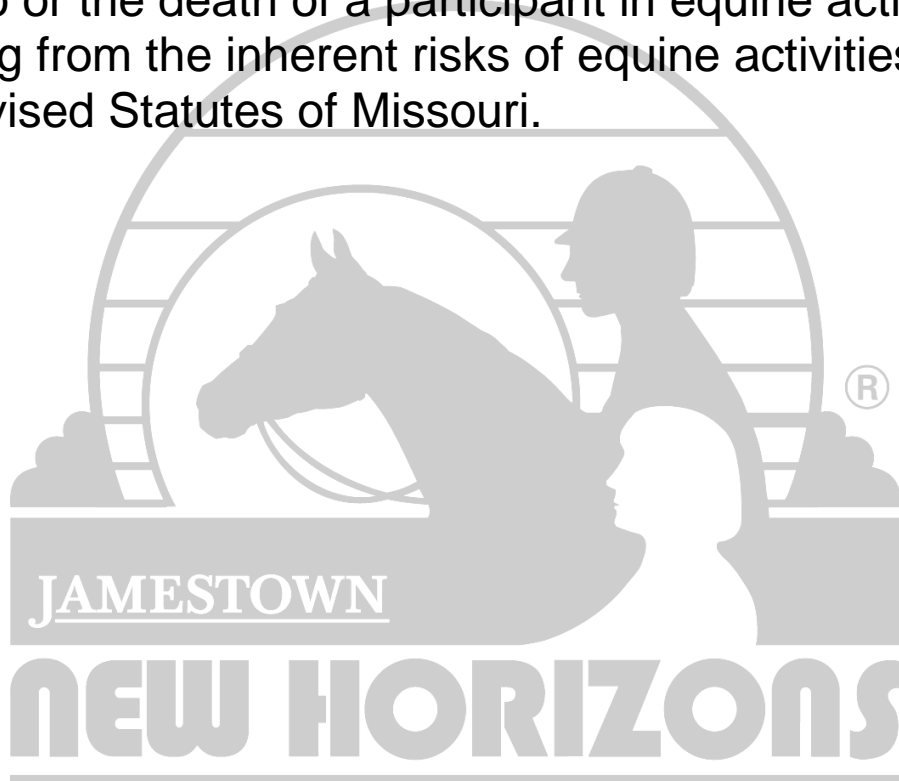 or the death of a participant in equine
from the inherent risks of equine activities
Statutes of Missouri.
®
JAMESTOWN
NEW HORIZONS